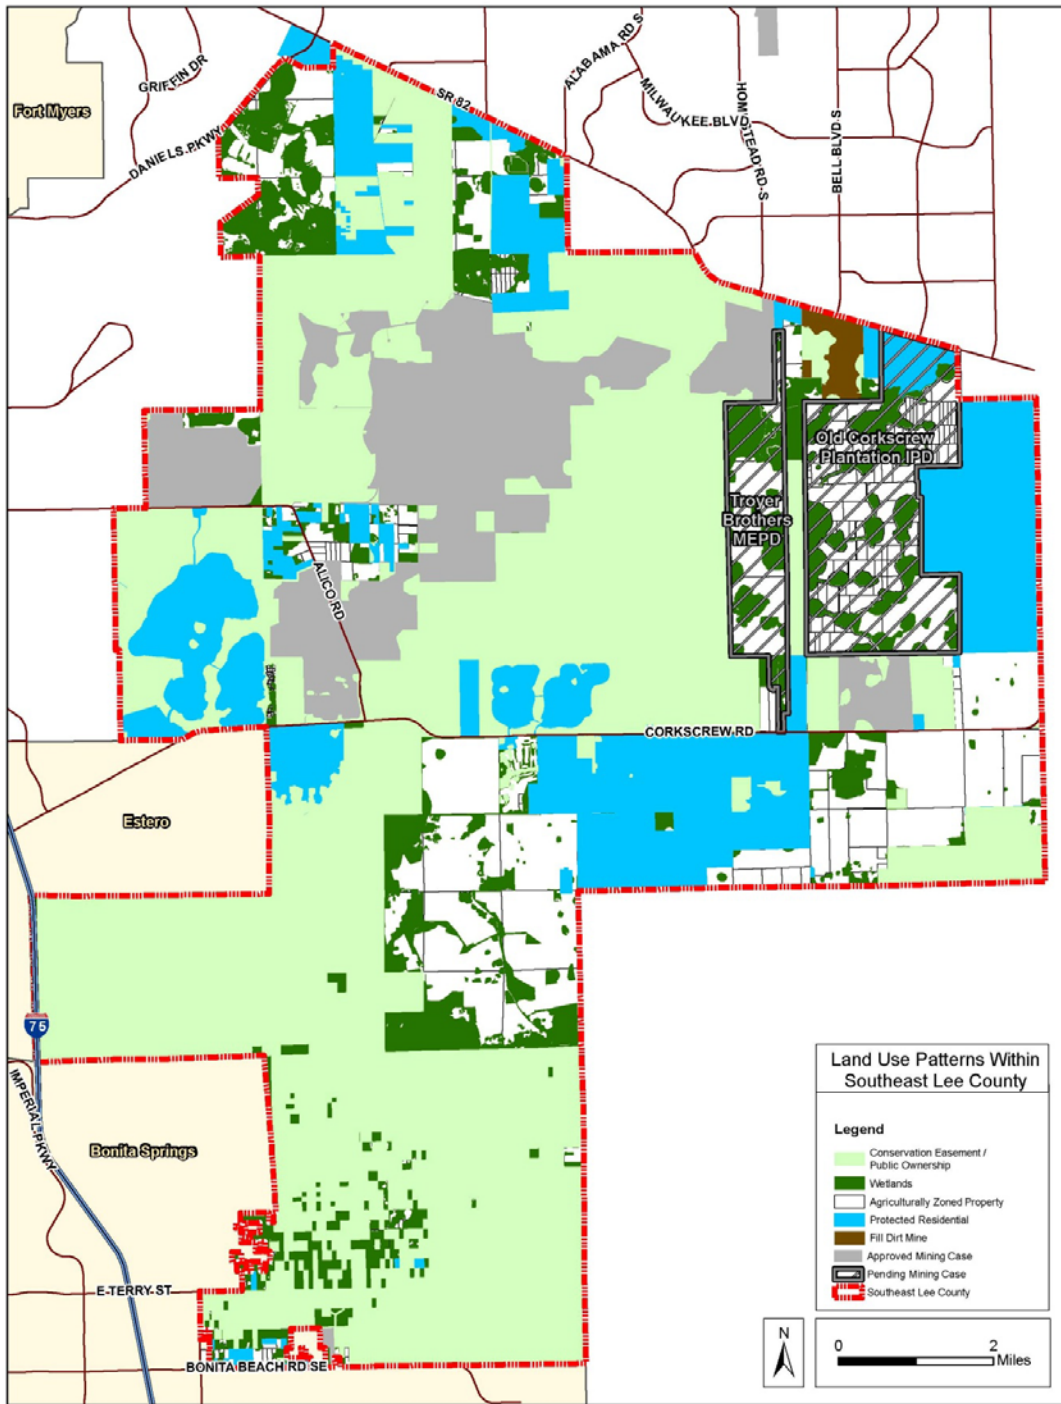 Fort Myers
GRIFFIN DR
DANIELS PKWY
SR 82
ALABAMA RD S
MILWAUKEE BLVD
HOMESTEAD RD S
BELL BLVD S
Old Corkscrew
Plantation IPD
Troyer
Brothers
MEPD
ALICO RD
CORKSCREW RD
Estero
75
IMPERIAL PKWY
Bonita Springs
E TERRY ST
BONITA BEACH RD SE
Land Use Patterns Within
Southeast Lee County
Legend
Conservation Easement /
Public Ownership
Wetlands
Agriculturally Zoned Property
Protected Residential
Fill Dirt Mine
Approved Mining Case
Pending Mining Case
Southeast Lee County
N
0 2
Miles